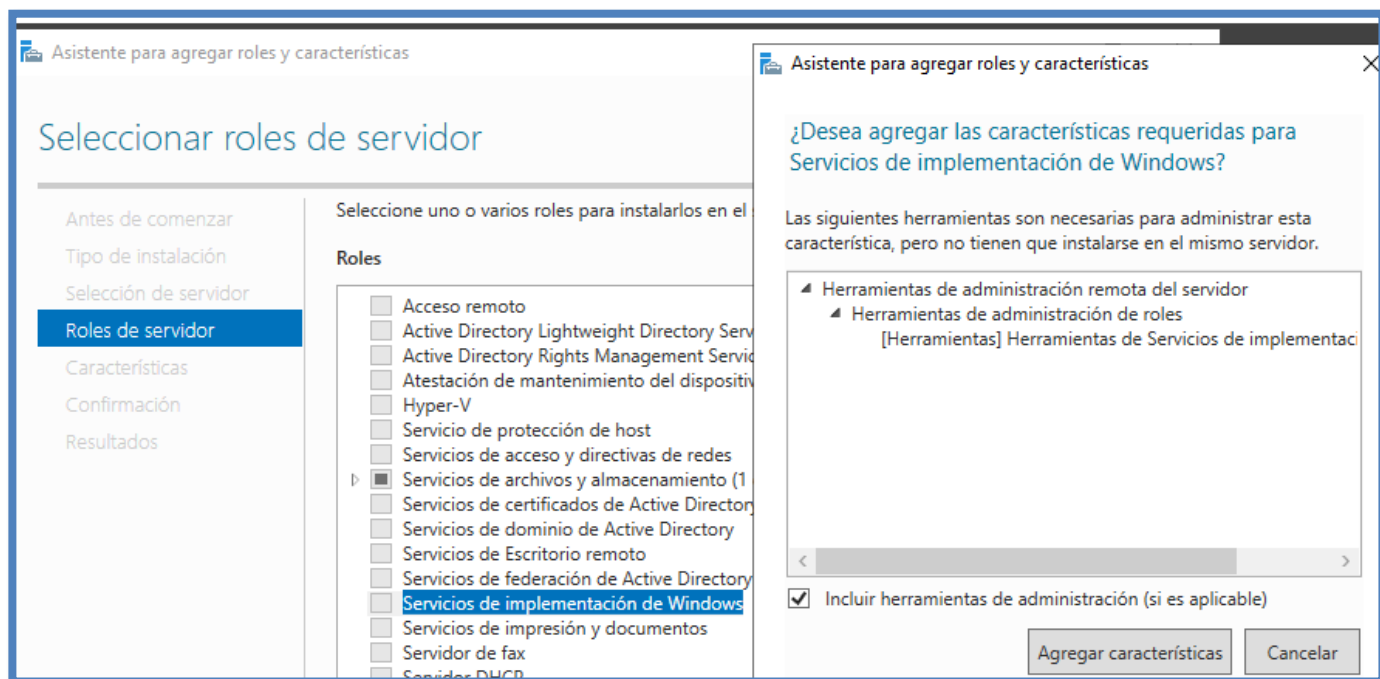 Asistente para agregar roles y características
Seleccionar roles de servidor
Antes de comenzar
Tipo de instalación
Selección de servidor
Roles de servidor
Características
Confirmación
Resultados
Seleccione uno o varios roles para instalarlos en el
Roles
Acceso remoto
Active Directory Lightweight Directory Serv
Active Directory Rights Management Servic
Atestación de mantenimiento del dispositiv
Hyper-V
Servicio de protección de host
Servicios de acceso y directivas de redes
Servicios de archivos y almacenamiento (1
Servicios de certificados de Active Directory
Servicios de dominio de Active Directory
Servicios de Escritorio remoto
Servicios de federación de Active Directory
Servicios de implementación de Windows
Servicios de impresión y documentos
Servidor de fax
Servidor DHCP
Asistente para agregar roles y características
¿Desea agregar las características requeridas para
Servicios de implementación de Windows?
Las siguientes herramientas son necesarias para administrar esta
característica, pero no tienen que instalarse en el mismo servidor.
Herramientas de administración remota del servidor
Herramientas de administración de roles
[Herramientas] Herramientas de Servicios de implementaci
Incluir herramientas de administración (si es aplicable)
Agregar características
Cancelar